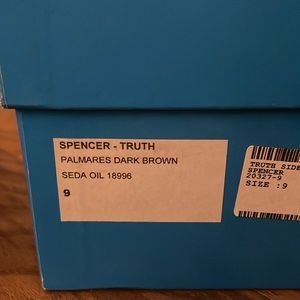 SPENCER - TRUTH
PALMARES DARK BROWN
SEDA OIL 18996
9
TRUTH SIDE
SPENCER
20327-9
SIZE :9